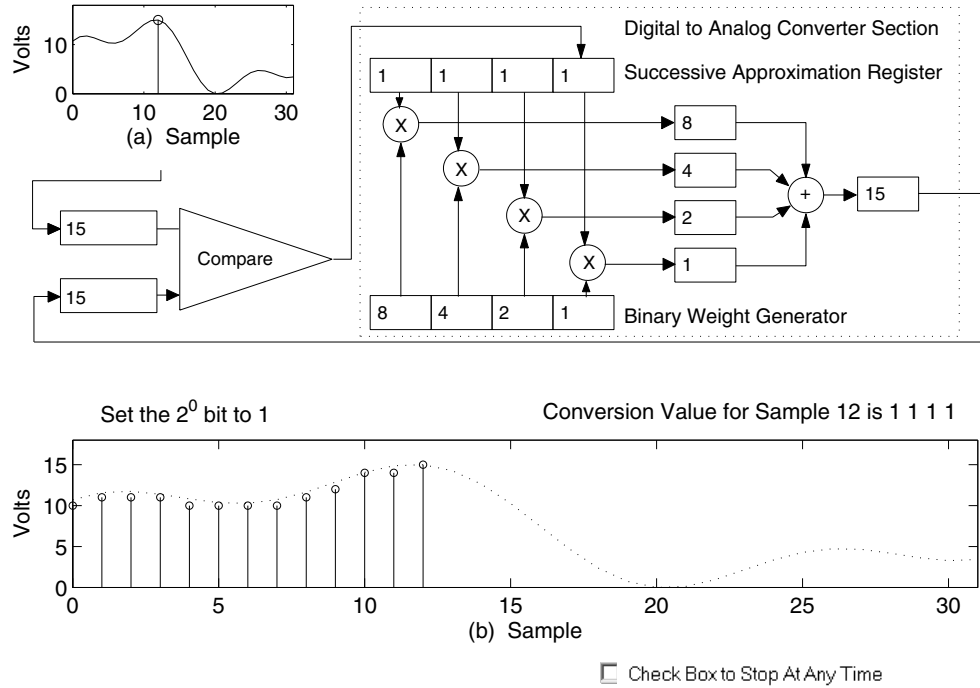 Volts
10
0
0 10 20 30
(a) Sample
Digital to Analog Converter Section
1 1 1 1
Successive Approximation Register
X
X
X
X
8
4
2
1
+
15
15
15
Compare
8 4 2 1
Binary Weight Generator
Set the 2^0 bit to 1
Conversion Value for Sample 12 is 1 1 1 1
Volts
15
10
5
0
0 5 10 15 20 25 30
(b) Sample
Check Box to Stop At Any Time